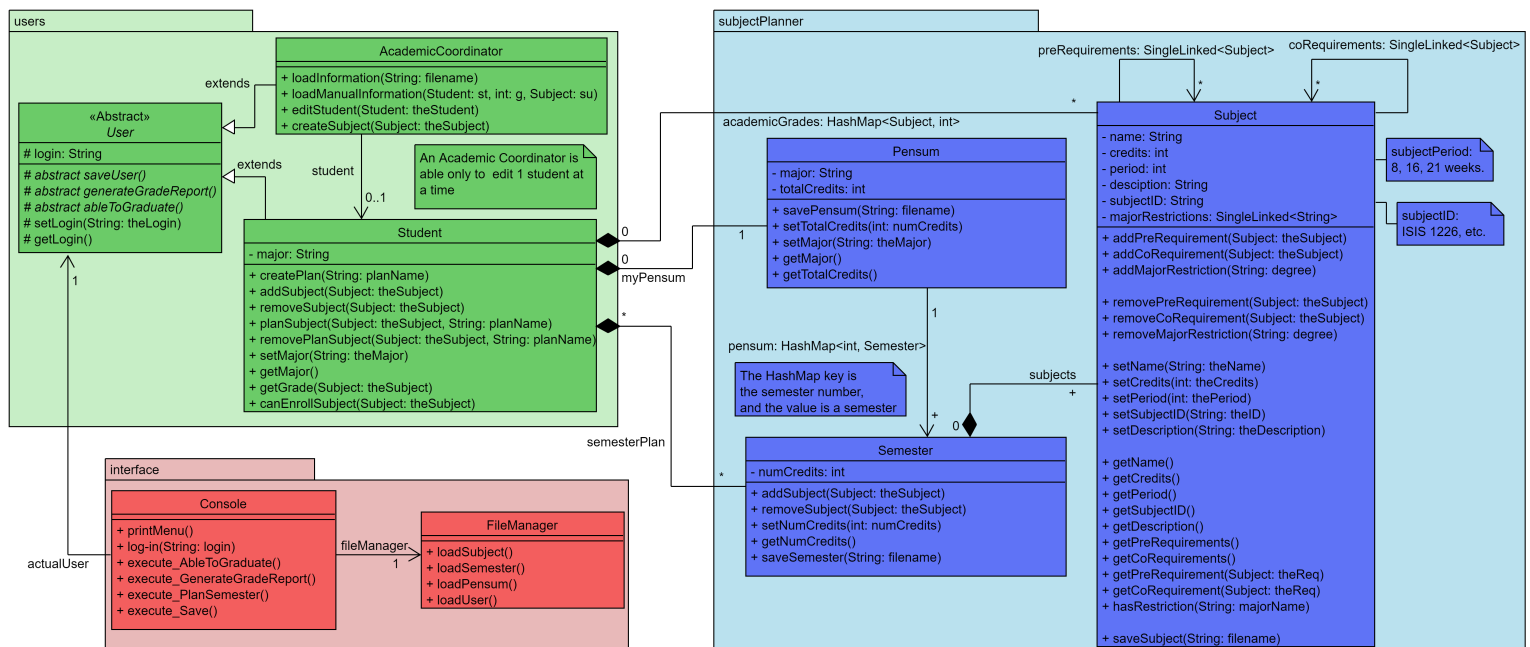 users
AcademicCoordinator
+ loadInformation(String: filename)
+ loadManualInformation(Student: st, int: g, Subject: su)
+ editStudent(Student: theStudent)
+ createSubject(Subject: theSubject)
extends
«Abstract»
User
# login: String
# abstract saveUser()
# abstract generateGradeReport()
# abstract ableToGraduate()
# setLogin(String: theLogin)
# getLogin()
extends
student
0..1
An Academic Coordinator is
able only to edit 1 student at
a time
Student
- major: String
+ createPlan(String: planName)
+ addSubject(Subject: theSubject)
+ removeSubject(Subject: theSubject)
+ planSubject(Subject: theSubject, String: planName)
+ removePlanSubject(Subject: theSubject, String: planName)
+ setMajor(String: theMajor)
+ getMajor()
+ getGrade(Subject: theSubject)
+ canEnrollSubject(Subject: theSubject)
0
0
myPensum
*
1
semesterPlan
*
1
actualUser
interface
Console
+ printMenu()
+ log-in(String: login)
+ execute_AbleToGraduate()
+ execute_GenerateGradeReport()
+ execute_PlanSemester()
+ execute_Save()
fileManager
1
FileManager
+ loadSubject()
+ loadSemester()
+ loadPensum()
+ loadUser()
subjectPlanner
preRequirements: SingleLinked<Subject>
*
coRequirements: SingleLinked<Subject>
*
*
academicGrades: HashMap<Subject, int>
Pensum
- major: String
- totalCredits: int
+ savePensum(String: filename)
+ setTotalCredits(int: numCredits)
+ setMajor(String: theMajor)
+ getMajor()
+ getTotalCredits()
1
pensum: HashMap<int, Semester>
+
The HashMap key is
the semester number,
and the value is a semester
subjects
+
0
Semester
- numCredits: int
+ addSubject(Subject: theSubject)
+ removeSubject(Subject: theSubject)
+ setNumCredits(int: numCredits)
+ getNumCredits()
+ saveSemester(String: filename)
Subject
- name: String
- credits: int
- period: int
- desciption: String
- subjectID: String
- majorRestrictions: SingleLinked<String>
+ addPreRequirement(Subject: theSubject)
+ addCoRequirement(Subject: theSubject)
+ addMajorRestriction(String: degree)
+ removePreRequirement(Subject: theSubject)
+ removeCoRequirement(Subject: theSubject)
+ removeMajorRestriction(String: degree)
+ setName(String: theName)
+ setCredits(int: theCredits)
+ setPeriod(int: thePeriod)
+ setSubjectID(String: theID)
+ setDescription(String: theDescription)
+ getName()
+ getCredits()
+ getPeriod()
+ getSubjectID()
+ getDescription()
+ getPreRequirements()
+ getCoRequirements()
+ getPreRequirement(Subject: theReq)
+ getCoRequirement(Subject: theReq)
+ hasRestriction(String: majorName)
+ saveSubject(String: filename)
subjectPeriod:
8, 16, 21 weeks.
subjectID:
ISIS 1226, etc.